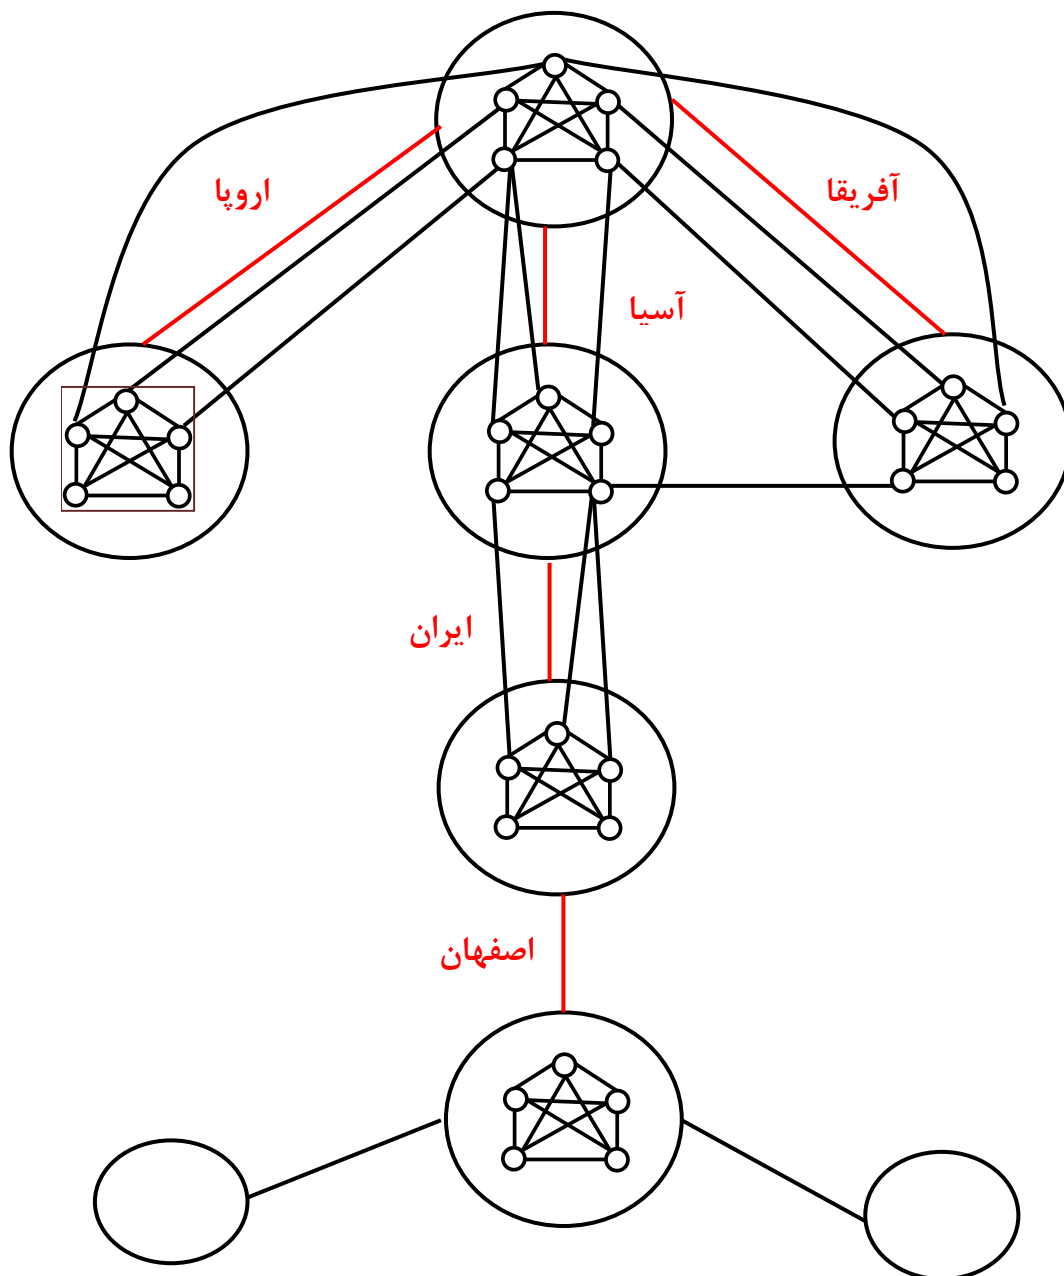 اروپا
آفریقا
آسیا
ایران
اصفهان